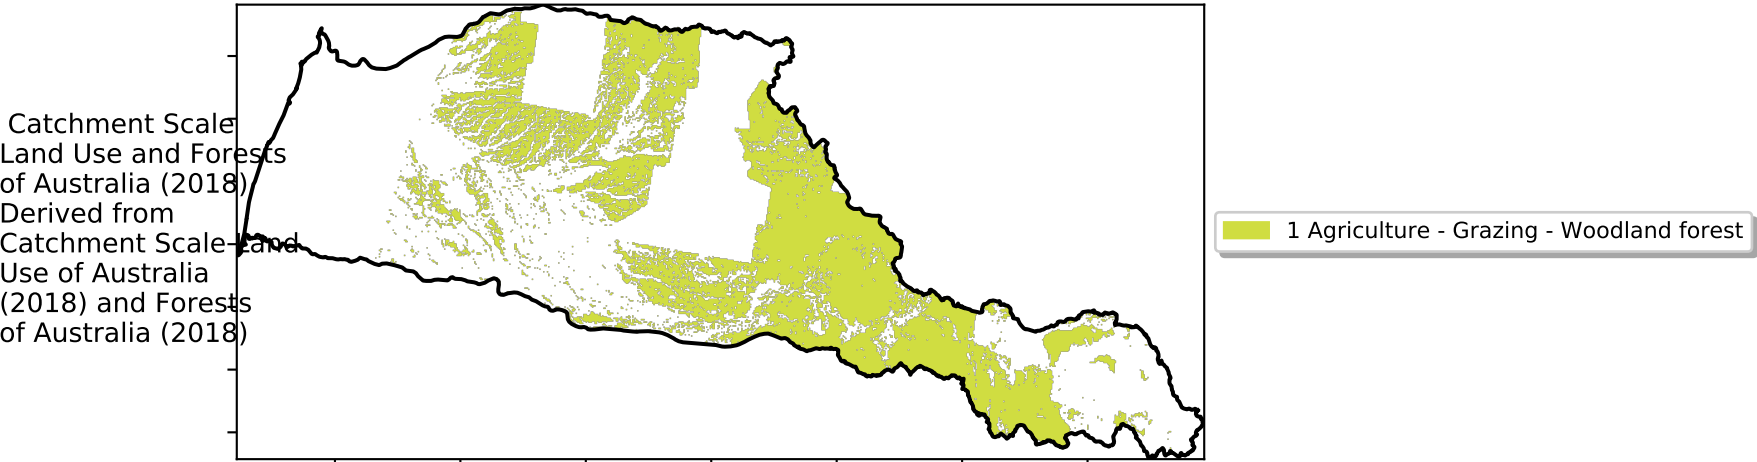 Catchment Scale
Land Use and Forests
of Australia (2018)
Derived from
Catchment Scale Land
Use of Australia
(2018) and Forests
of Australia (2018)
1 Agriculture - Grazing - Woodland forest